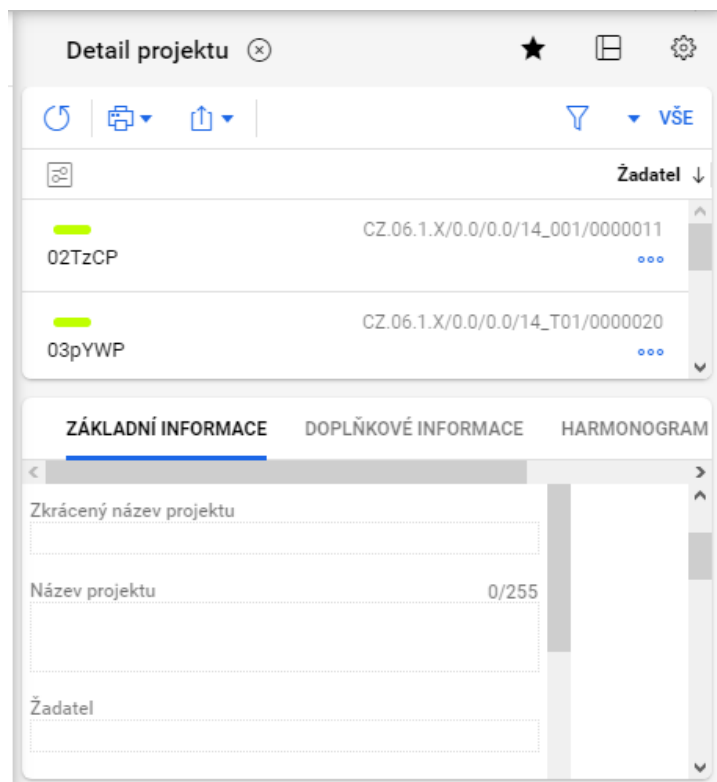 Detail projektu
VŠE
Žadatel
CZ.06.1.X/0.0/0.0/14_001/0000011
02TzCP
CZ.06.1.X/0.0/0.0/14_T01/0000020
03pYWP
ZÁKLADNÍ INFORMACE DOPLŇKOVÉ INFORMACE HARMONOGRAM
Zkrácený název projektu
Název projektu 0/255
Žadatel